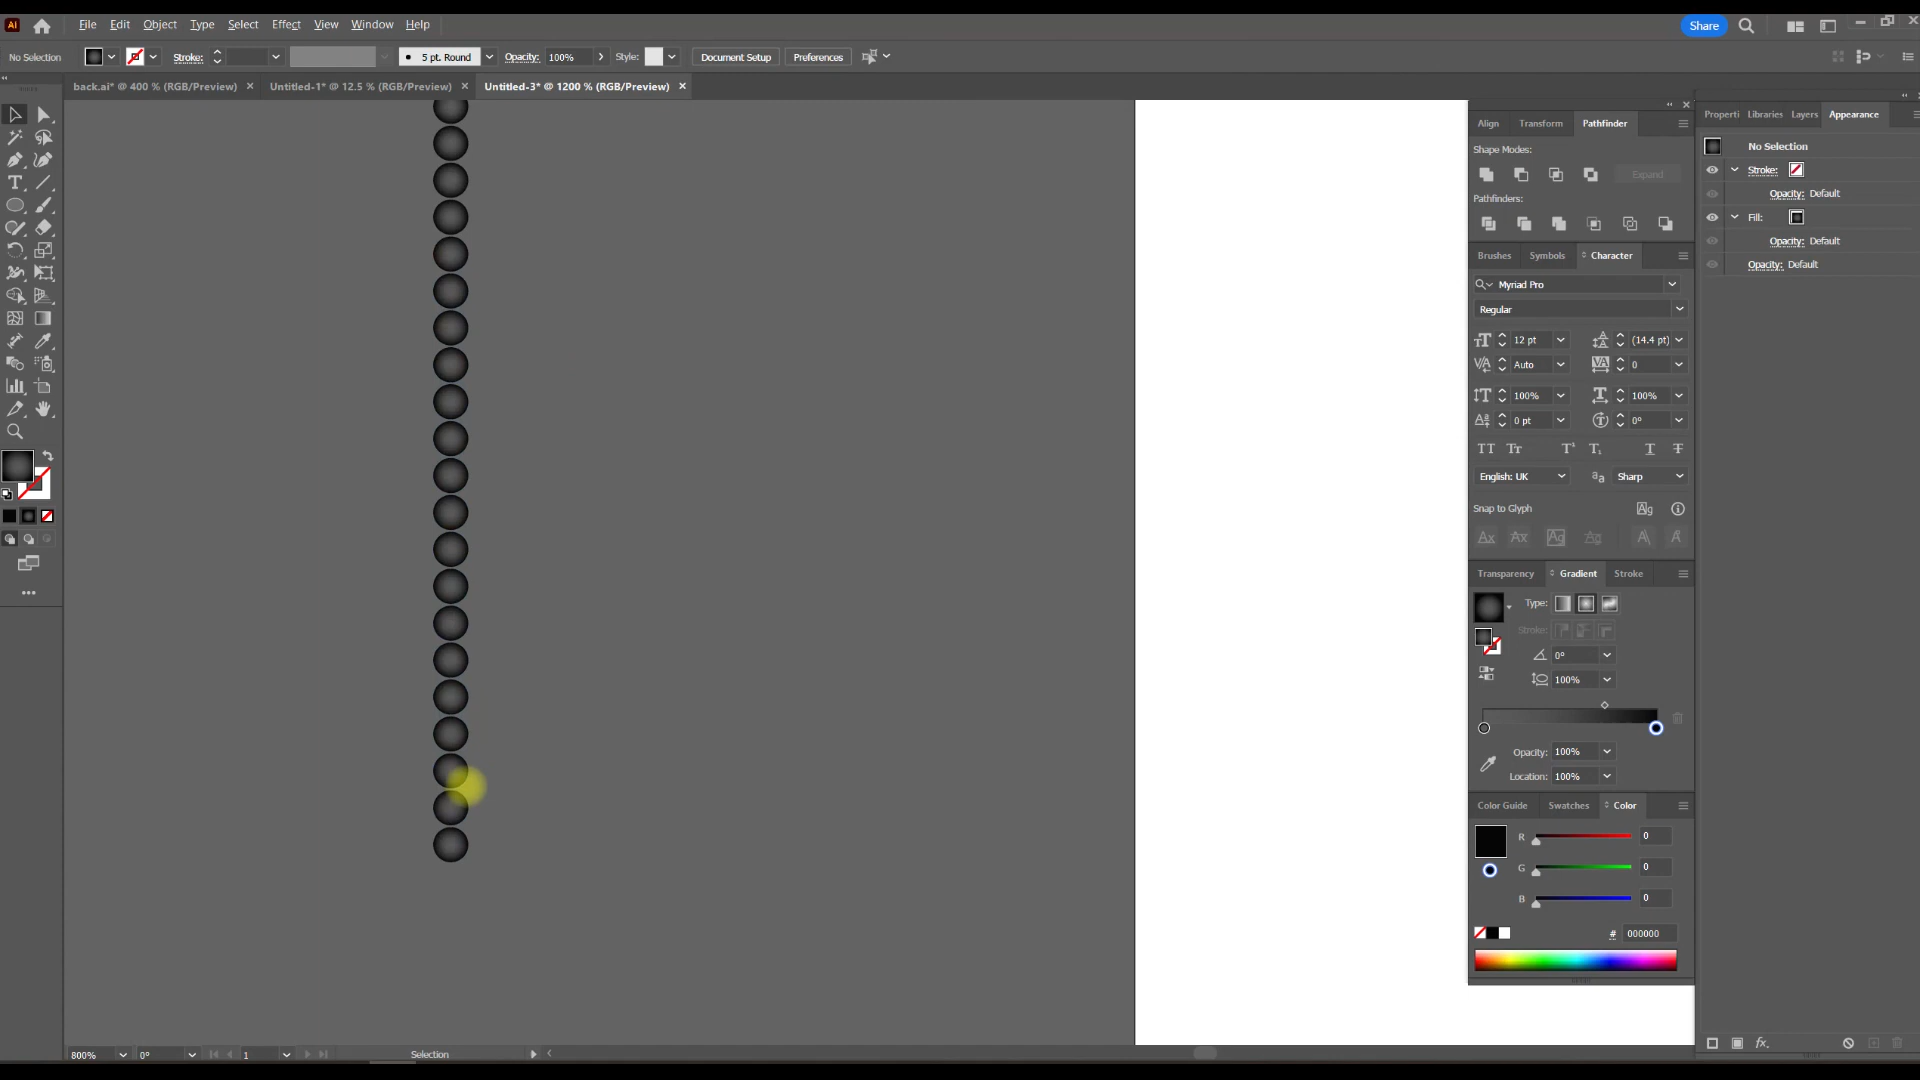 Ai File Edit Object Type Select Effect View Window Help Share
No Selection Stroke: 5 pt. Round Opacity: 100% Style: Document Setup Preferences
back.ai* @ 400 % (RGB/Preview) × Untitled-1* @ 12.5 % (RGB/Preview) × Untitled-3* @ 1200 % (RGB/Preview) ×
Align Transform Pathfinder
Properti Libraries Layers Appearance
Shape Modes:
Expand
Pathfinders:
No Selection
Stroke:
Opacity: Default
Fill:
Opacity: Default
Opacity: Default
Brushes Symbols Character
Myriad Pro
Regular
12 pt (14.4 pt)
Auto 0
100% 100%
0 pt 0°
English: UK Sharp
Snap to Glyph
Transparency Gradient Stroke
Type:
Stroke:
0°
100%
Opacity: 100%
Location: 100%
Color Guide Swatches Color
R 0
G 0
B 0
# 000000
800% 0° 1 Selection